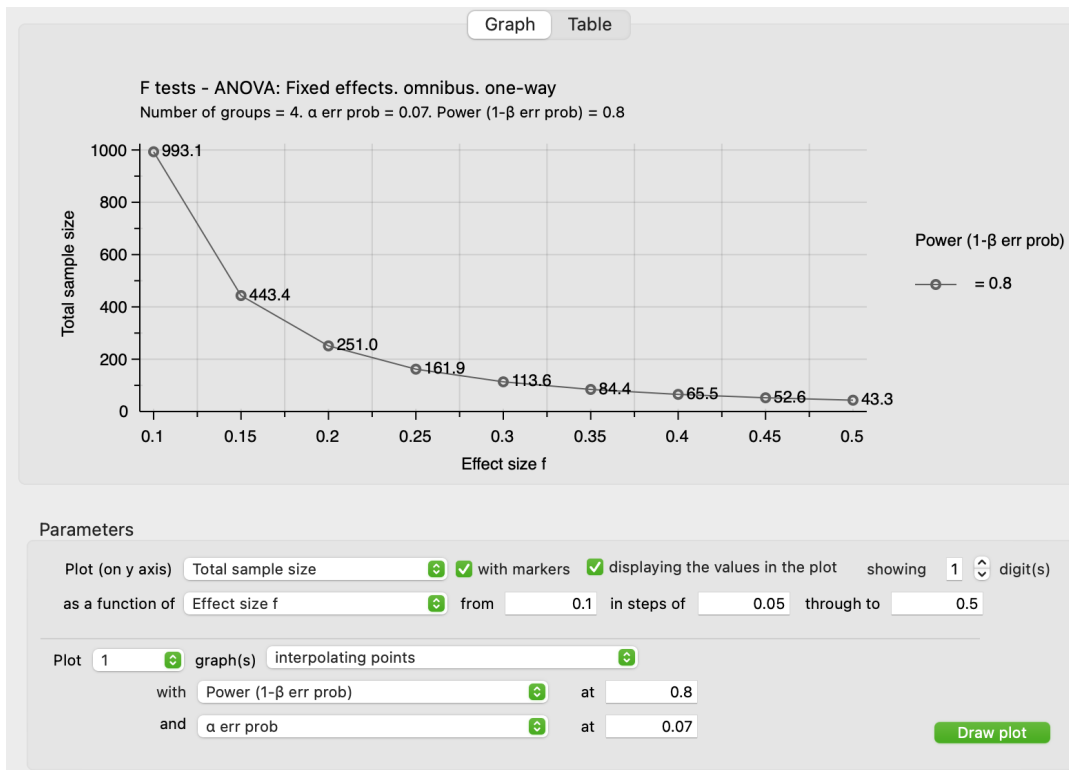 Graph Table
F tests - ANOVA: Fixed effects. omnibus. one-way
Number of groups = 4. α err prob = 0.07. Power (1-β err prob) = 0.8
1000
800
600
400
200
0
Total sample size
993.1
443.4
251.0
161.9
113.6
84.4
65.5
52.6
43.3
0.1 0.15 0.2 0.25 0.3 0.35 0.4 0.45 0.5
Effect size f
Power (1-β err prob)
= 0.8
Parameters
Plot (on y axis) Total sample size with markers displaying the values in the plot showing 1 digit(s)
as a function of Effect size f from 0.1 in steps of 0.05 through to 0.5
Plot 1 graph(s) interpolating points
with Power (1-β err prob) at 0.8
and α err prob at 0.07
Draw plot